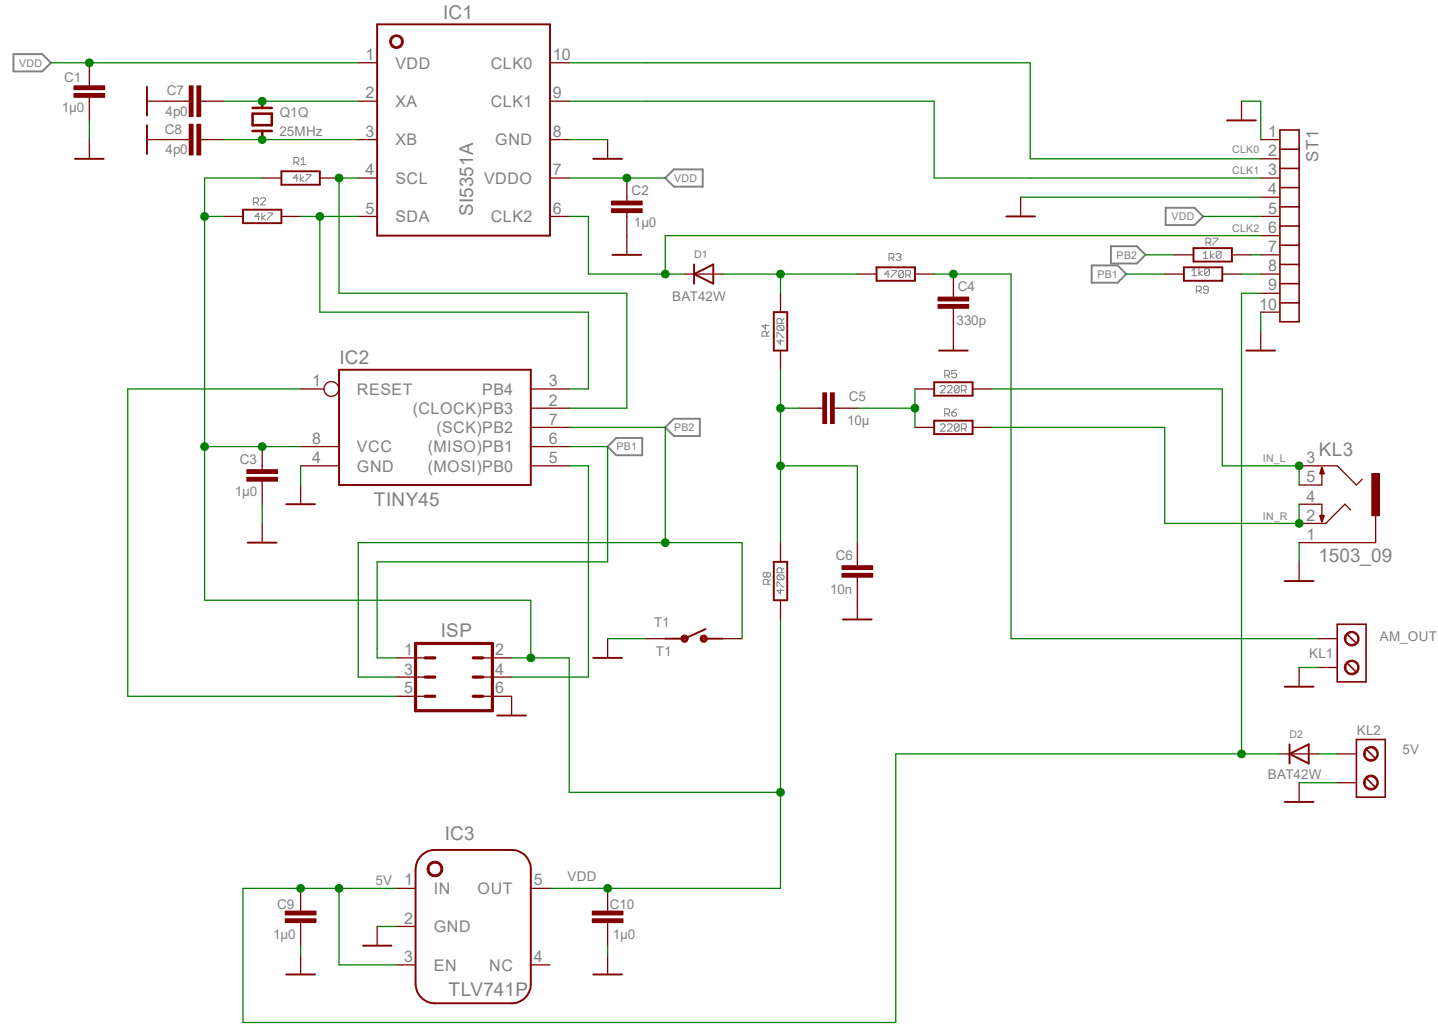 IC1
VDD
C1
1µ0
C7
4p0
C8
4p0
Q1Q
25MHz
R1
4k7
R2
4k7
1
2
3
4
5
VDD
XA
XB
SCL
SDA
SI5351A
CLK0
CLK1
GND
VDDO
CLK2
10
9
8
7
6
VDD
C2
1µ0
D1
BAT42W
R3
470R
C4
330p
R4
470R
C5
10µ
R5
220R
R6
220R
R8
470R
C6
10n
CLK0
CLK1
VDD
CLK2
PB2
R7
1k0
PB1
1k0
R9
1
2
3
4
5
6
7
8
9
10
ST1
IC2
1
8
4
RESET
VCC
GND
PB4
(CLOCK)PB3
(SCK)PB2
(MISO)PB1
(MOSI)PB0
3
2
7
6
5
TINY45
PB2
PB1
C3
1µ0
KL3
IN_L
IN_R
3
5
4
2
1
1503_09
T1
T1
ISP
1
3
5
2
4
6
AM_OUT
KL1
KL2
5V
D2
BAT42W
IC3
5V
1
2
3
IN
GND
EN
OUT
NC
5
4
VDD
TLV741P
C9
1µ0
C10
1µ0